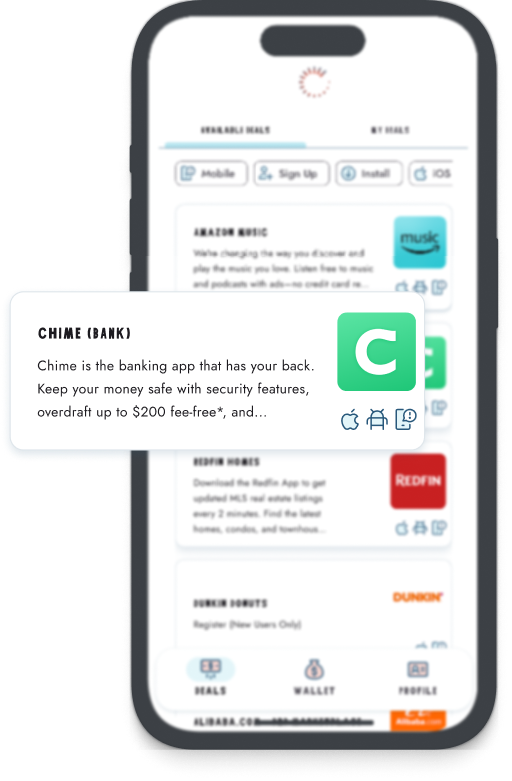 AVAILABLE DEALS
MY DEALS
Mobile
Sign Up
Install
iOS
AMAZON MUSIC
We're changing the way you discover and
play the music you love. Listen free to music
and podcasts with ads—no credit card re...
music
CHIME (BANK)
Chime is the banking app that has your back.
Keep your money safe with security features,
overdraft up to $200 fee-free*, and...
C
REDFIN HOMES
Download the Redfin App to get
updated MLS real estate listings
every 2 minutes. Find the latest
homes, condos, and townhous...
REDFIN
DUNKIN DONUTS
Register (New Users Only)
DUNKIN'
DEALS
WALLET
PROFILE
ALIBABA.COM
Alibaba.com